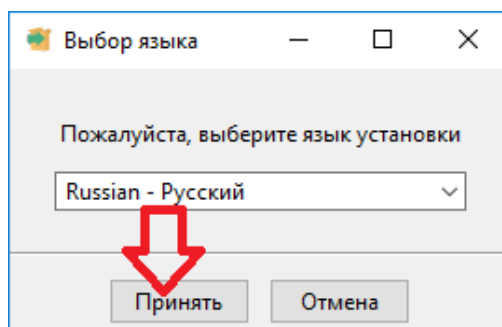 Выбор языка
Пожалуйста, выберите язык установки
Russian - Русский
Принять Отмена